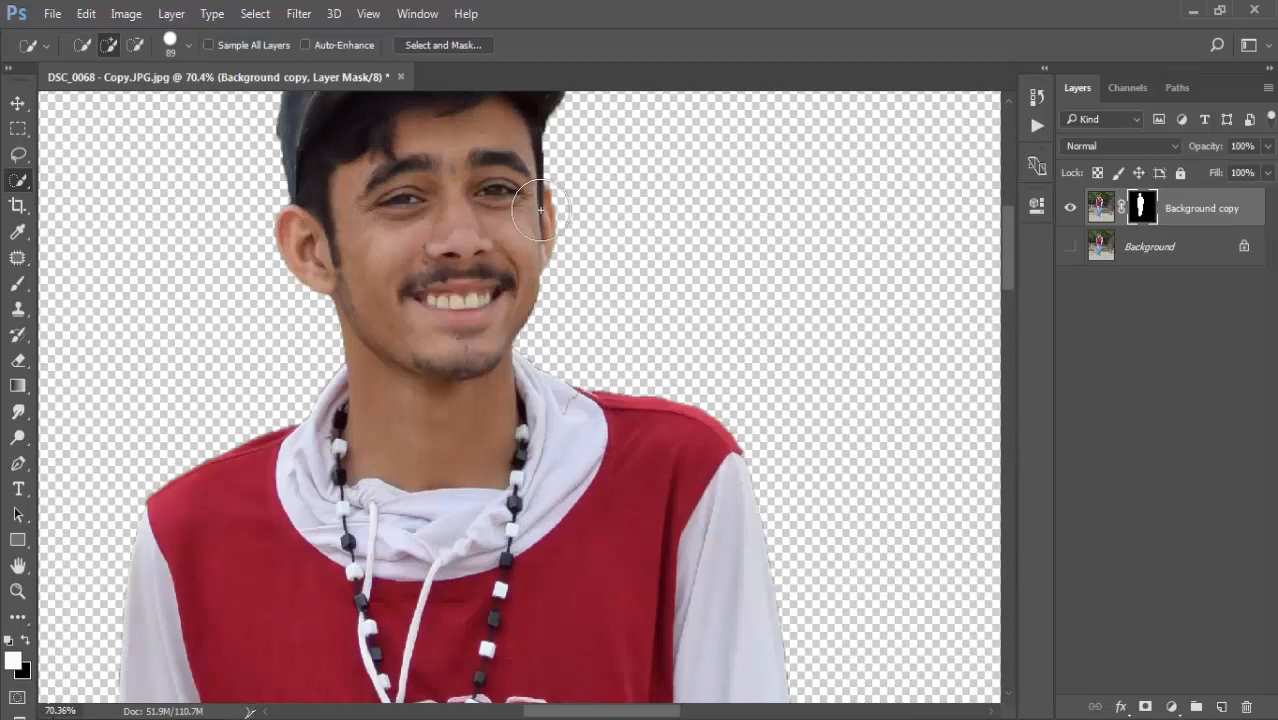 Ps File Edit Image Layer Type Select Filter 3D View Window Help
89 Sample All Layers Auto-Enhance Select and Mask...
DSC_0068 - Copy.JPG.jpg @ 70.4% (Background copy, Layer Mask/8) * ×
Layers Channels Paths
Kind
Normal Opacity: 100%
Lock: Fill: 100%
Background copy
Background
T
70.36% Doc: 51.9M/110.7M